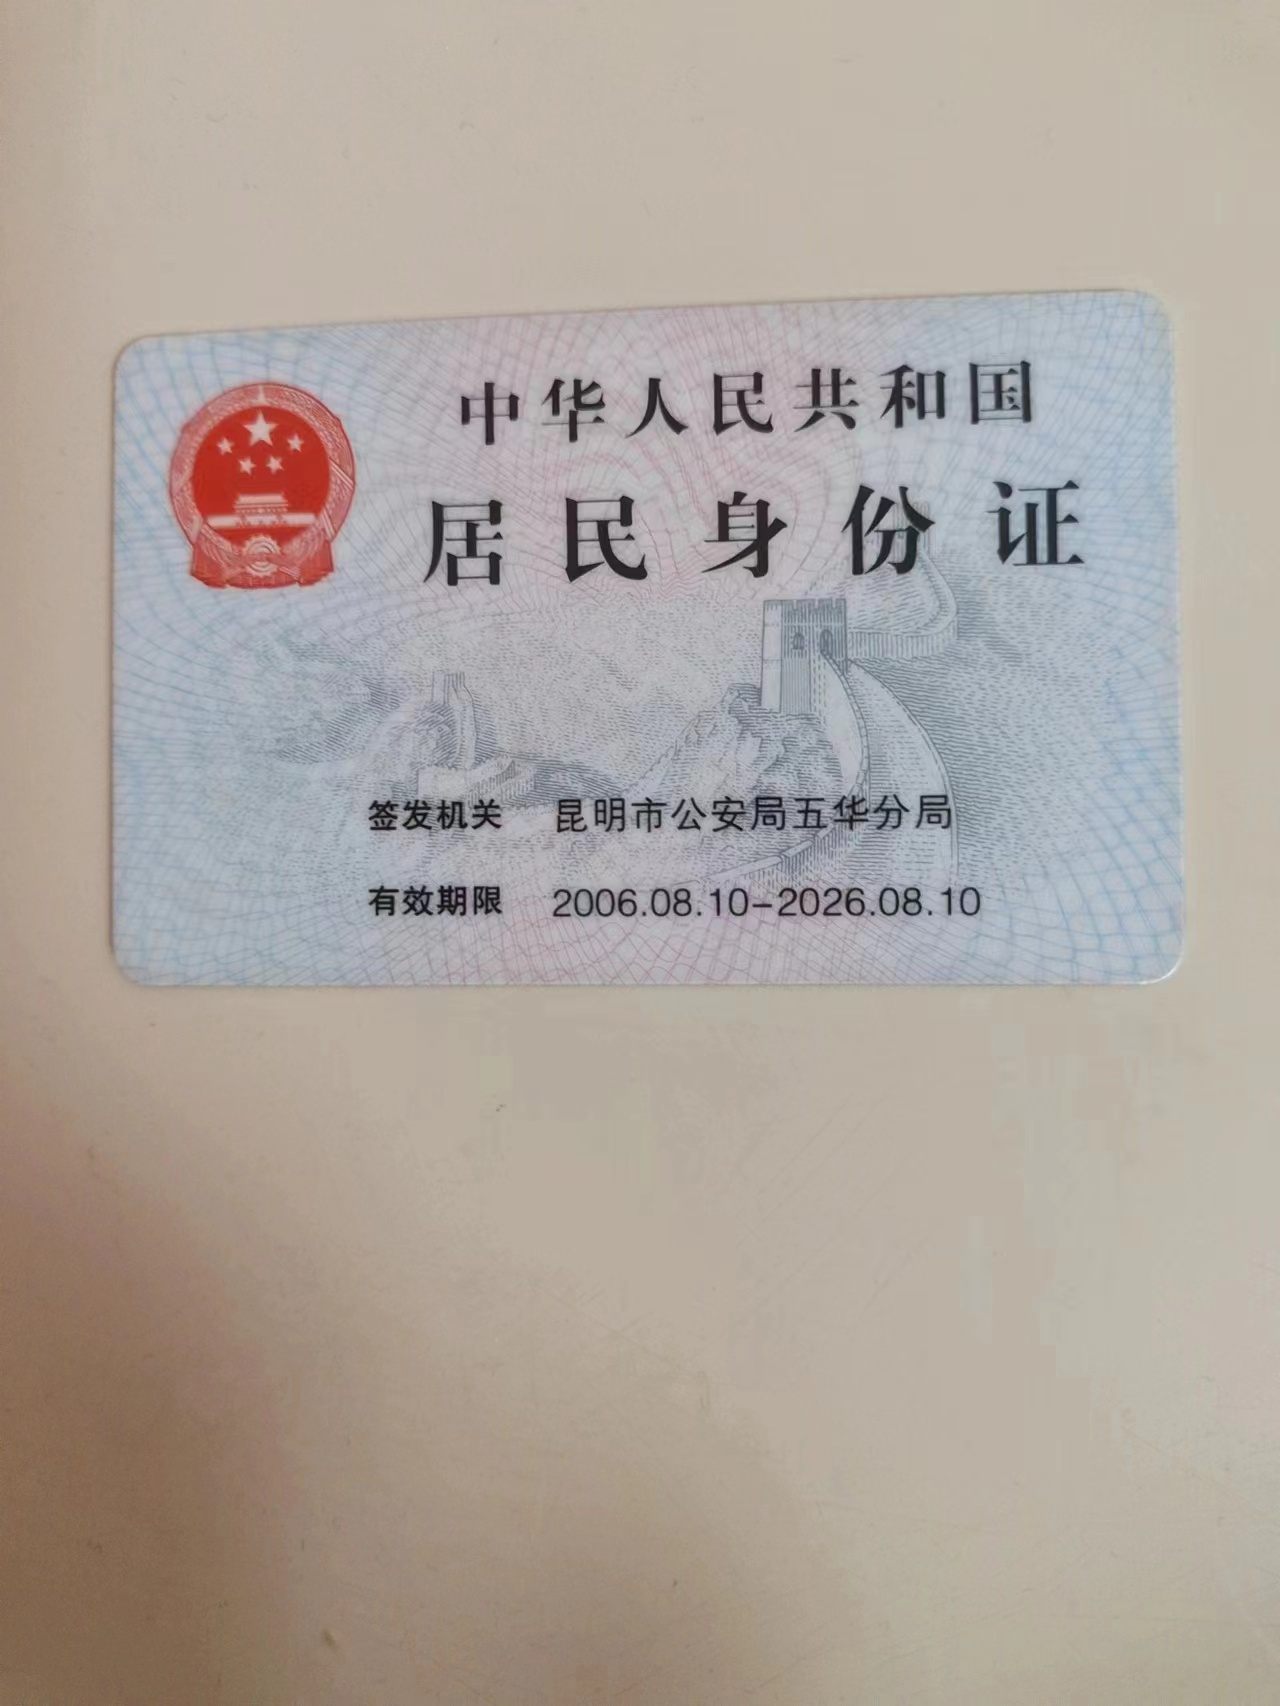 中华人民共和国
居民身份证
签发机关 昆明市公安局五华分局
有效期限 2006.08.10-2026.08.10